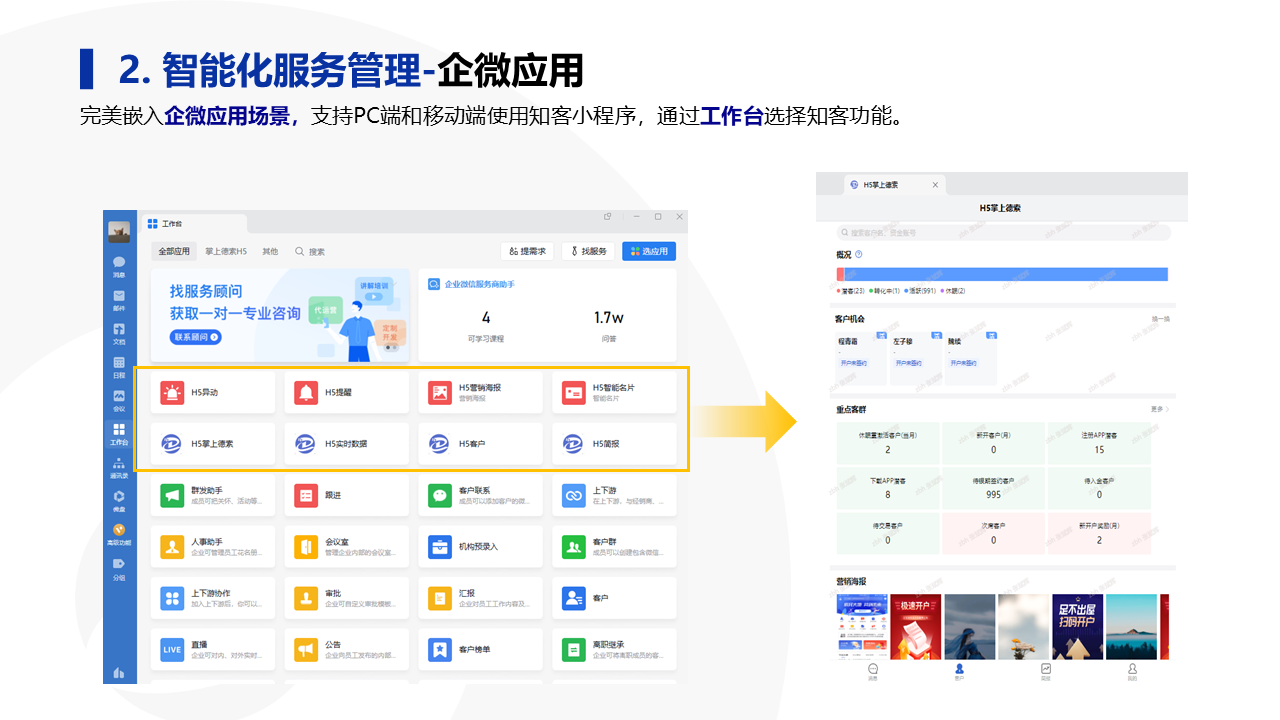 2. 智能化服务管理-企微应用
完美嵌入企微应用场景，支持PC端和移动端使用知客小程序，通过工作台选择知客功能。
工作台
全部应用 掌上德索H5 其他 搜索 提需求 找服务 选应用
消息
邮件
文档
日程
会议
工作台
通讯录
微盘
高级功能
分组
找服务顾问
获取一对一专业咨询
联系顾问
讲解培训
代运营
定制
开发
企业微信服务商助手
4 1.7w
可学习课程 问答
H5异动 H5提醒 H5营销海报 H5智能名片
营销海报 智能名片
H5掌上德索 H5实时数据 H5客户 H5简报
群发助手 跟进 客户联系 上下游
成员可把关怀、活动等... 成员可以添加客户的微... 在上下游、与经销商、...
人事助手 会议室 机构预录入 客户群
企业可管理员工花名册... 管理企业内部的会议室... 成员可以创建包含微信...
上下游协作 审批 汇报 客户
加入上下游后，你可以... 企业可自定义审批模板... 企业对员工工作内容及...
LIVE 直播 公告 客户榜单 离职继承
企业可对内、对外实时... 企业向员工发布的内部... 企业可将离职成员的客...
H5掌上德索
H5掌上德索
概况
潜客(23) 转化中(1) 活跃(991) 休眠(2)
客户机会 换一换
程青霜 左子穆 魏续
开户未签约 开户未签约 开户未签约
重点客群 更多
休眠重激活客户(当月) 新开客户(月) 注册APP潜客
2 0 15
下载APP潜客 待银期签约客户 待入金客户
8 995 0
待交易客户 次席客户 新开户奖励(月)
0 0 2
营销海报
极速开户
足不出屋
扫码开户
消息 客户 简报 我的